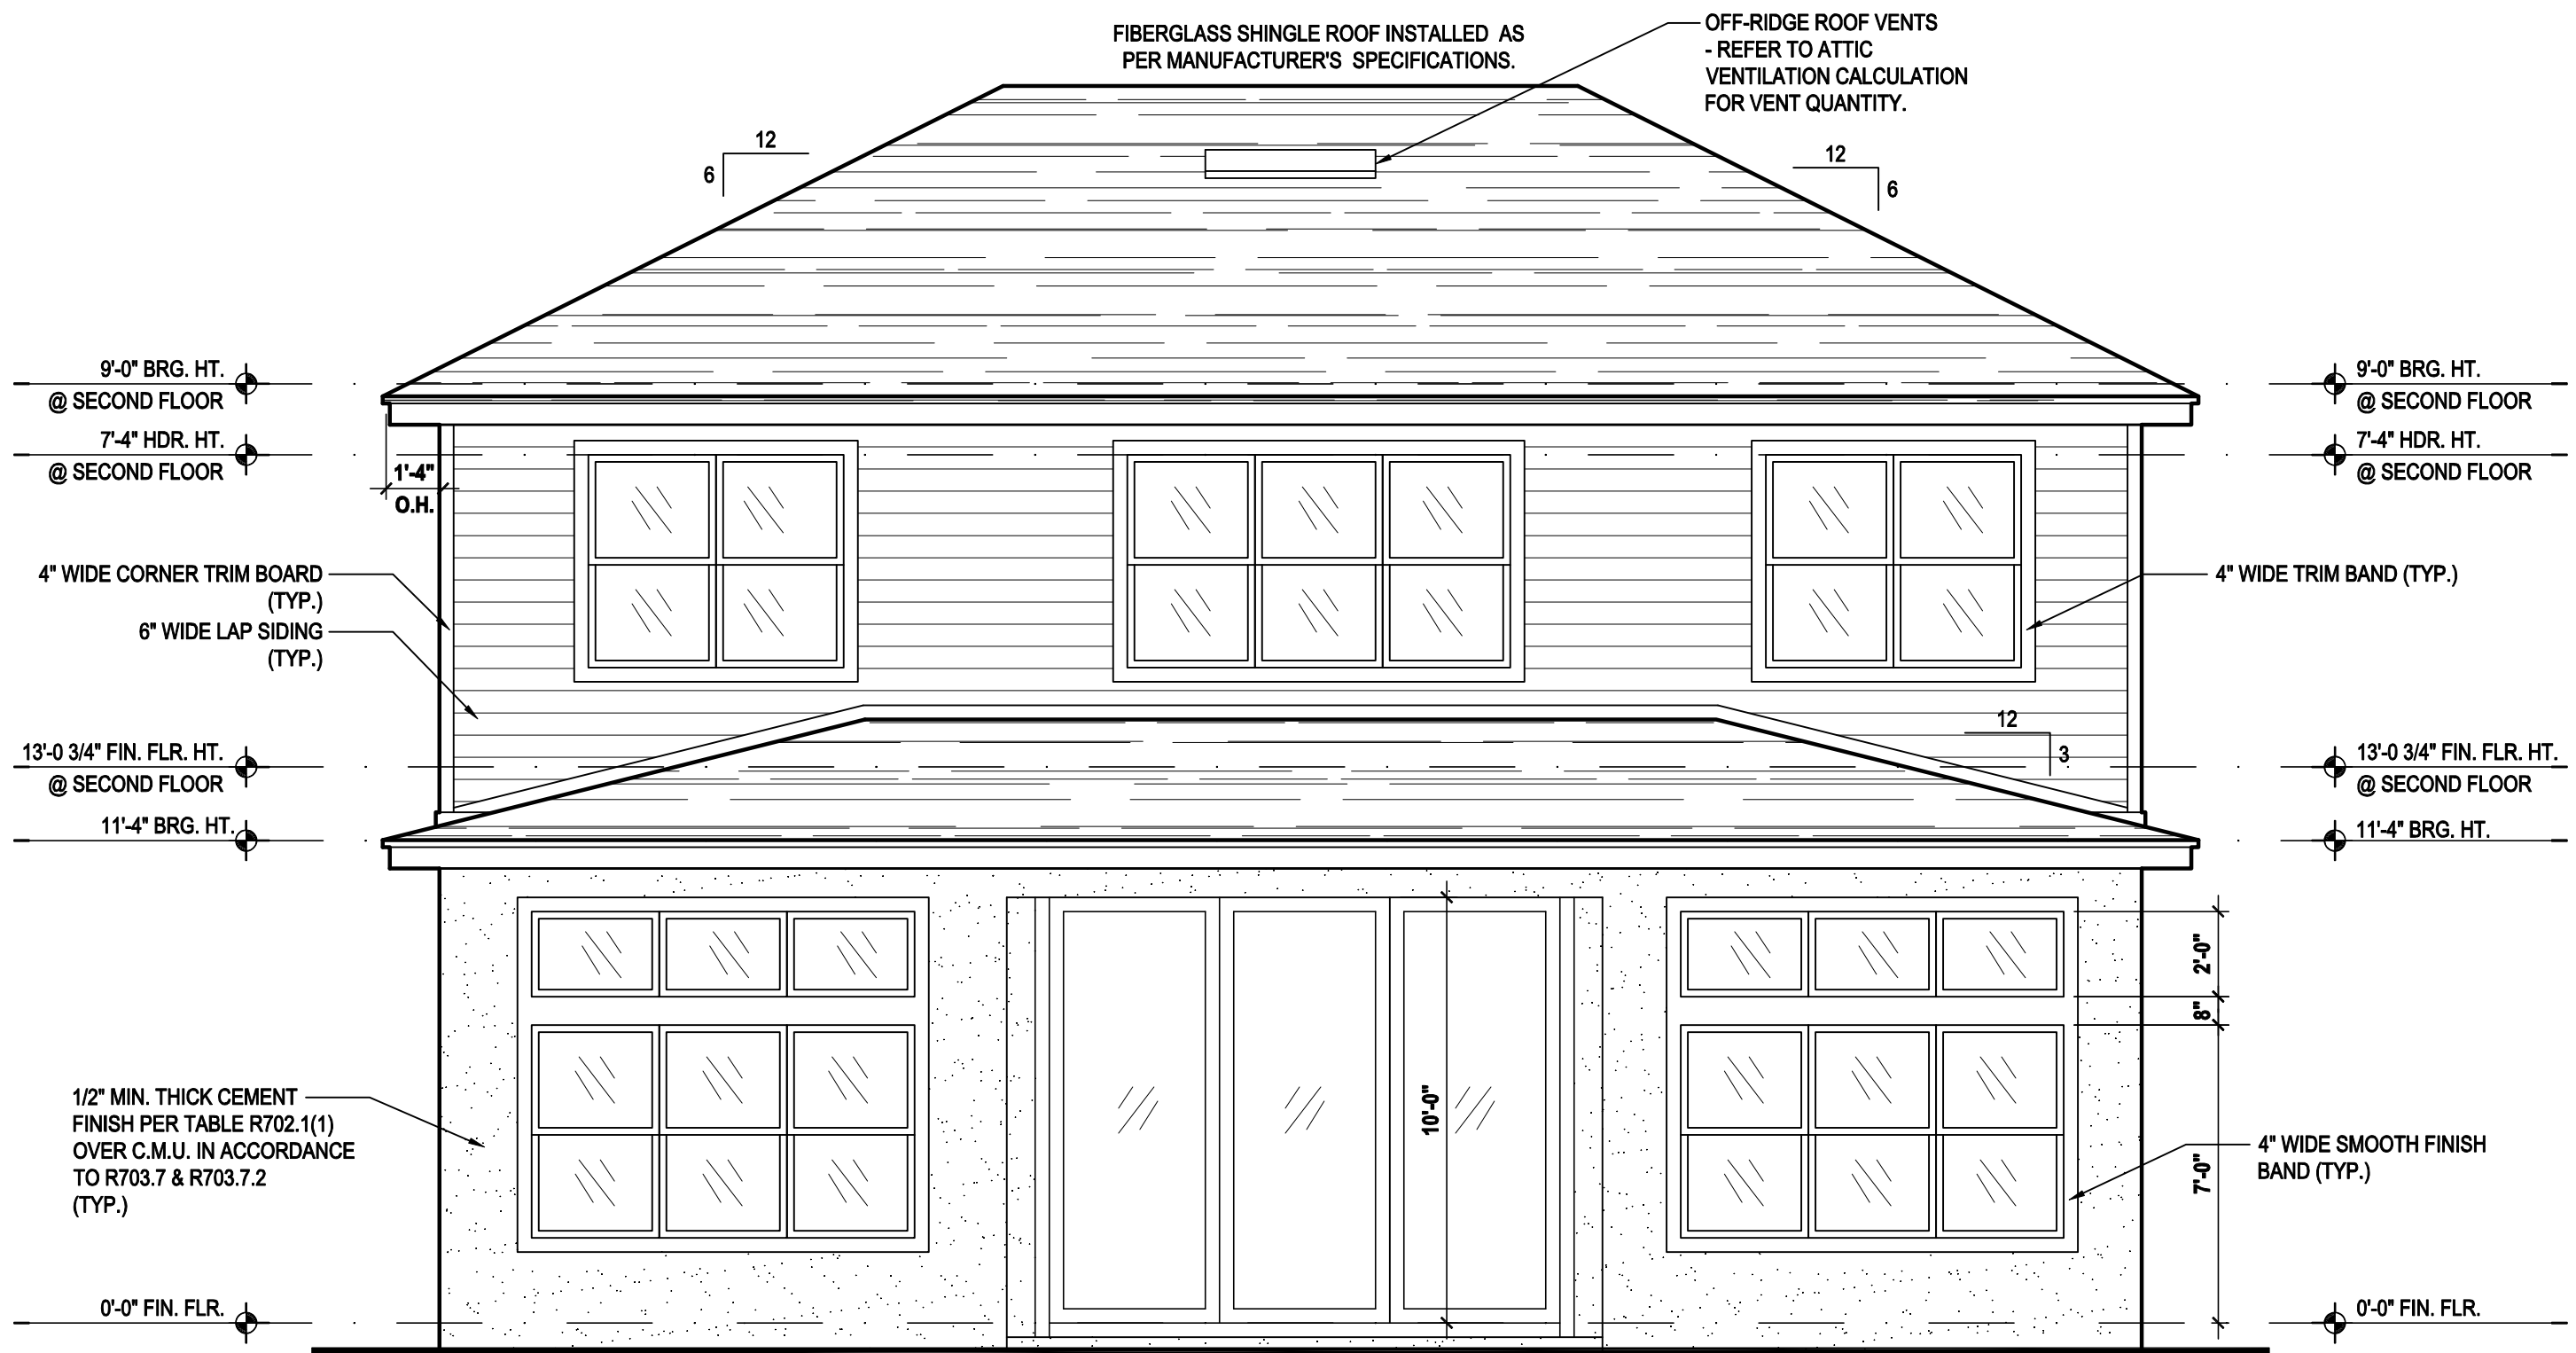 FIBERGLASS SHINGLE ROOF INSTALLED AS
PER MANUFACTURER'S SPECIFICATIONS.
OFF-RIDGE ROOF VENTS
- REFER TO ATTIC
VENTILATION CALCULATION
FOR VENT QUANTITY.
12
6
12
6
9'-0" BRG. HT.
@ SECOND FLOOR
7'-4" HDR. HT.
@ SECOND FLOOR
1'-4"
O.H.
9'-0" BRG. HT.
@ SECOND FLOOR
7'-4" HDR. HT.
@ SECOND FLOOR
4" WIDE CORNER TRIM BOARD
(TYP.)
6" WIDE LAP SIDING
(TYP.)
4" WIDE TRIM BAND (TYP.)
12
3
13'-0 3/4" FIN. FLR. HT.
@ SECOND FLOOR
11'-4" BRG. HT.
13'-0 3/4" FIN. FLR. HT.
@ SECOND FLOOR
11'-4" BRG. HT.
2'-0"
8"
7'-0"
10'-0"
1/2" MIN. THICK CEMENT
FINISH PER TABLE R702.1(1)
OVER C.M.U. IN ACCORDANCE
TO R703.7 & R703.7.2
(TYP.)
4" WIDE SMOOTH FINISH
BAND (TYP.)
0'-0" FIN. FLR.
0'-0" FIN. FLR.